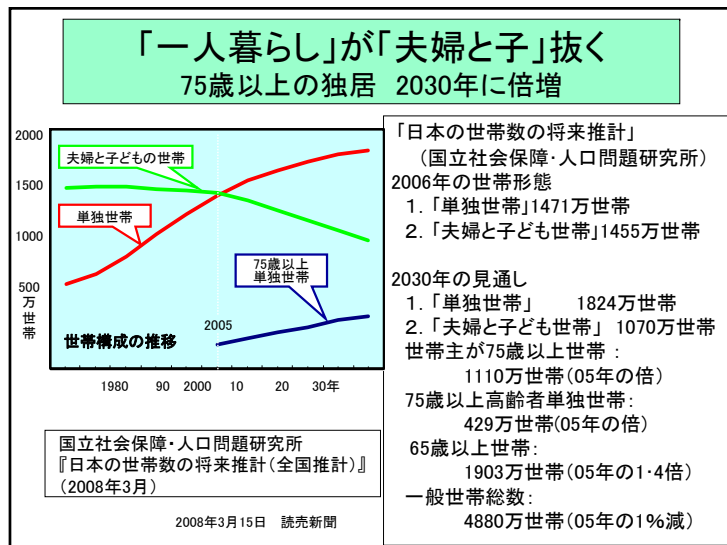 「一人暮らし」が「夫婦と子」抜く
75歳以上の独居 2030年に倍増
2000
1500
1000
500
万世帯
夫婦と子どもの世帯
単独世帯
75歳以上
単独世帯
2005
世帯構成の推移
1980 90 2000 10 20 30年
国立社会保障・人口問題研究所
『日本の世帯数の将来推計(全国推計)』
(2008年3月)
2008年3月15日 読売新聞
「日本の世帯数の将来推計」
(国立社会保障・人口問題研究所)
2006年の世帯形態
1. 「単独世帯」1471万世帯
2. 「夫婦と子ども世帯」1455万世帯
2030年の見通し
1. 「単独世帯」 1824万世帯
2. 「夫婦と子ども世帯」 1070万世帯
世帯主が75歳以上世帯:
1110万世帯(05年の倍)
75歳以上高齢者単独世帯:
429万世帯(05年の倍)
65歳以上世帯:
1903万世帯(05年の1・4倍)
一般世帯総数:
4880万世帯(05年の1%減)